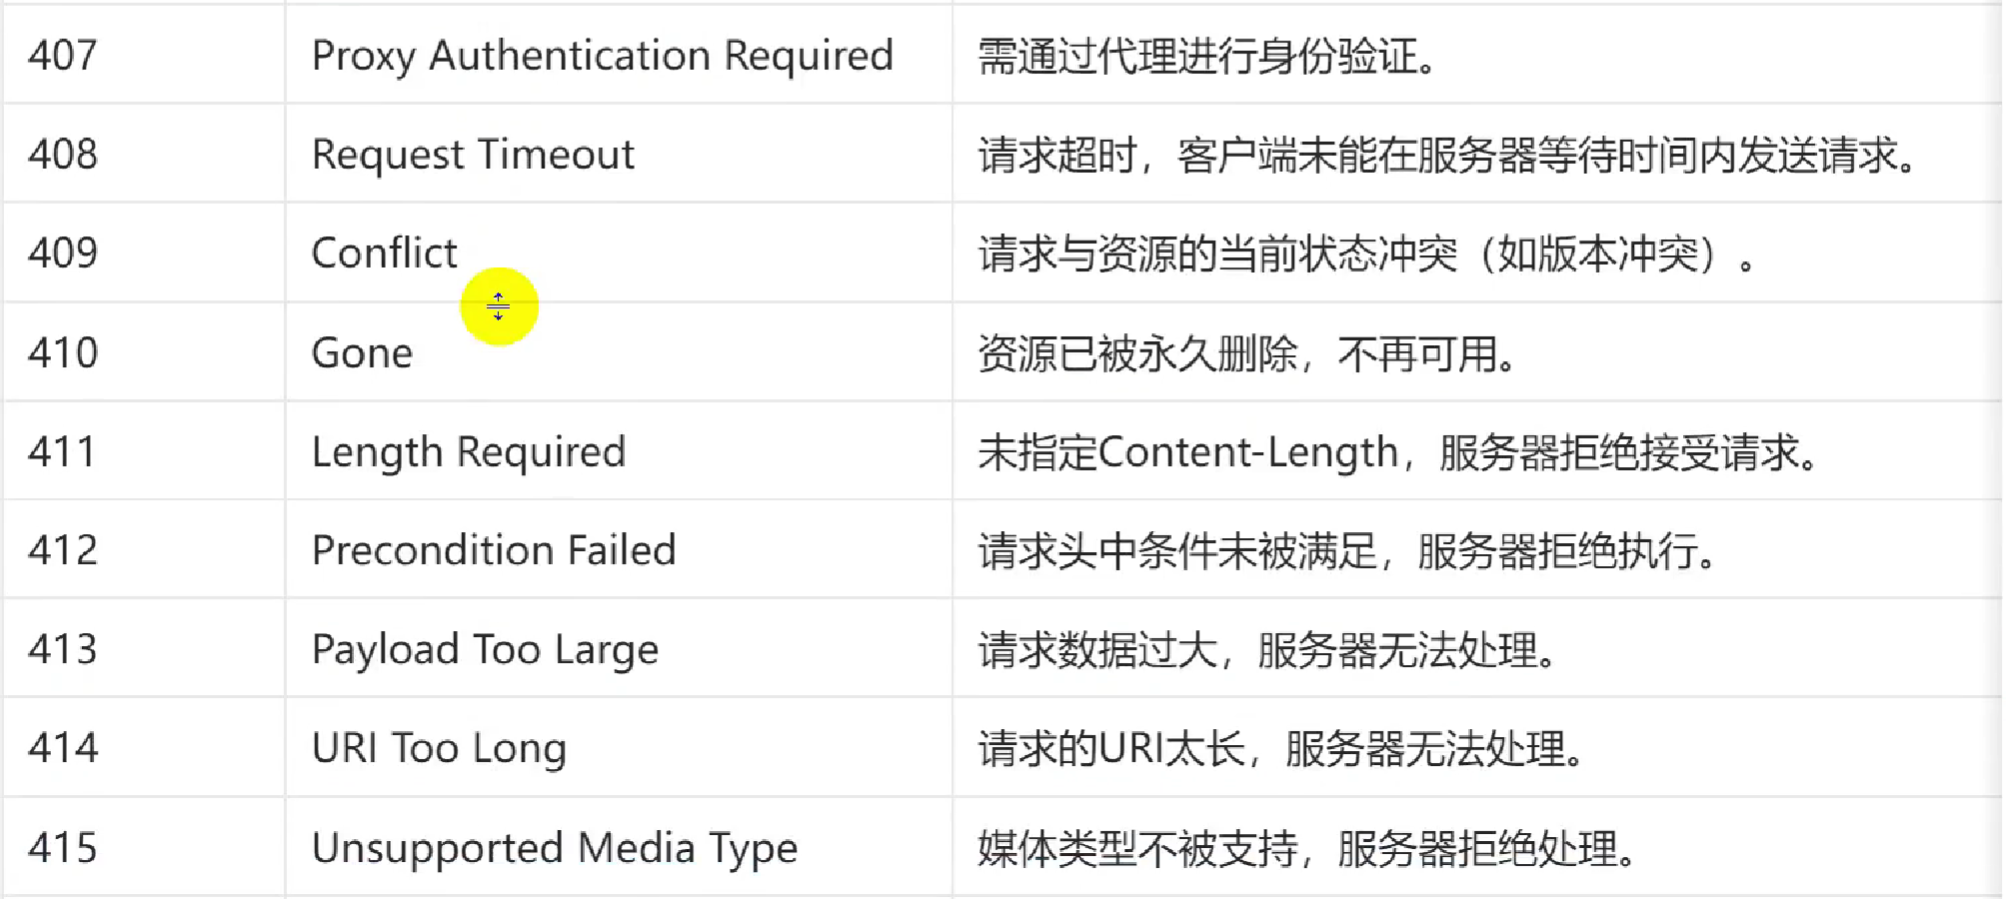 407 Proxy Authentication Required 需通过代理进行身份验证。
408 Request Timeout 请求超时，客户端未能在服务器等待时间内发送请求。
409 Conflict 请求与资源的当前状态冲突（如版本冲突）。
410 Gone 资源已被永久删除，不再可用。
411 Length Required 未指定Content-Length，服务器拒绝接受请求。
412 Precondition Failed 请求头中条件未被满足，服务器拒绝执行。
413 Payload Too Large 请求数据过大，服务器无法处理。
414 URI Too Long 请求的URI太长，服务器无法处理。
415 Unsupported Media Type 媒体类型不被支持，服务器拒绝处理。